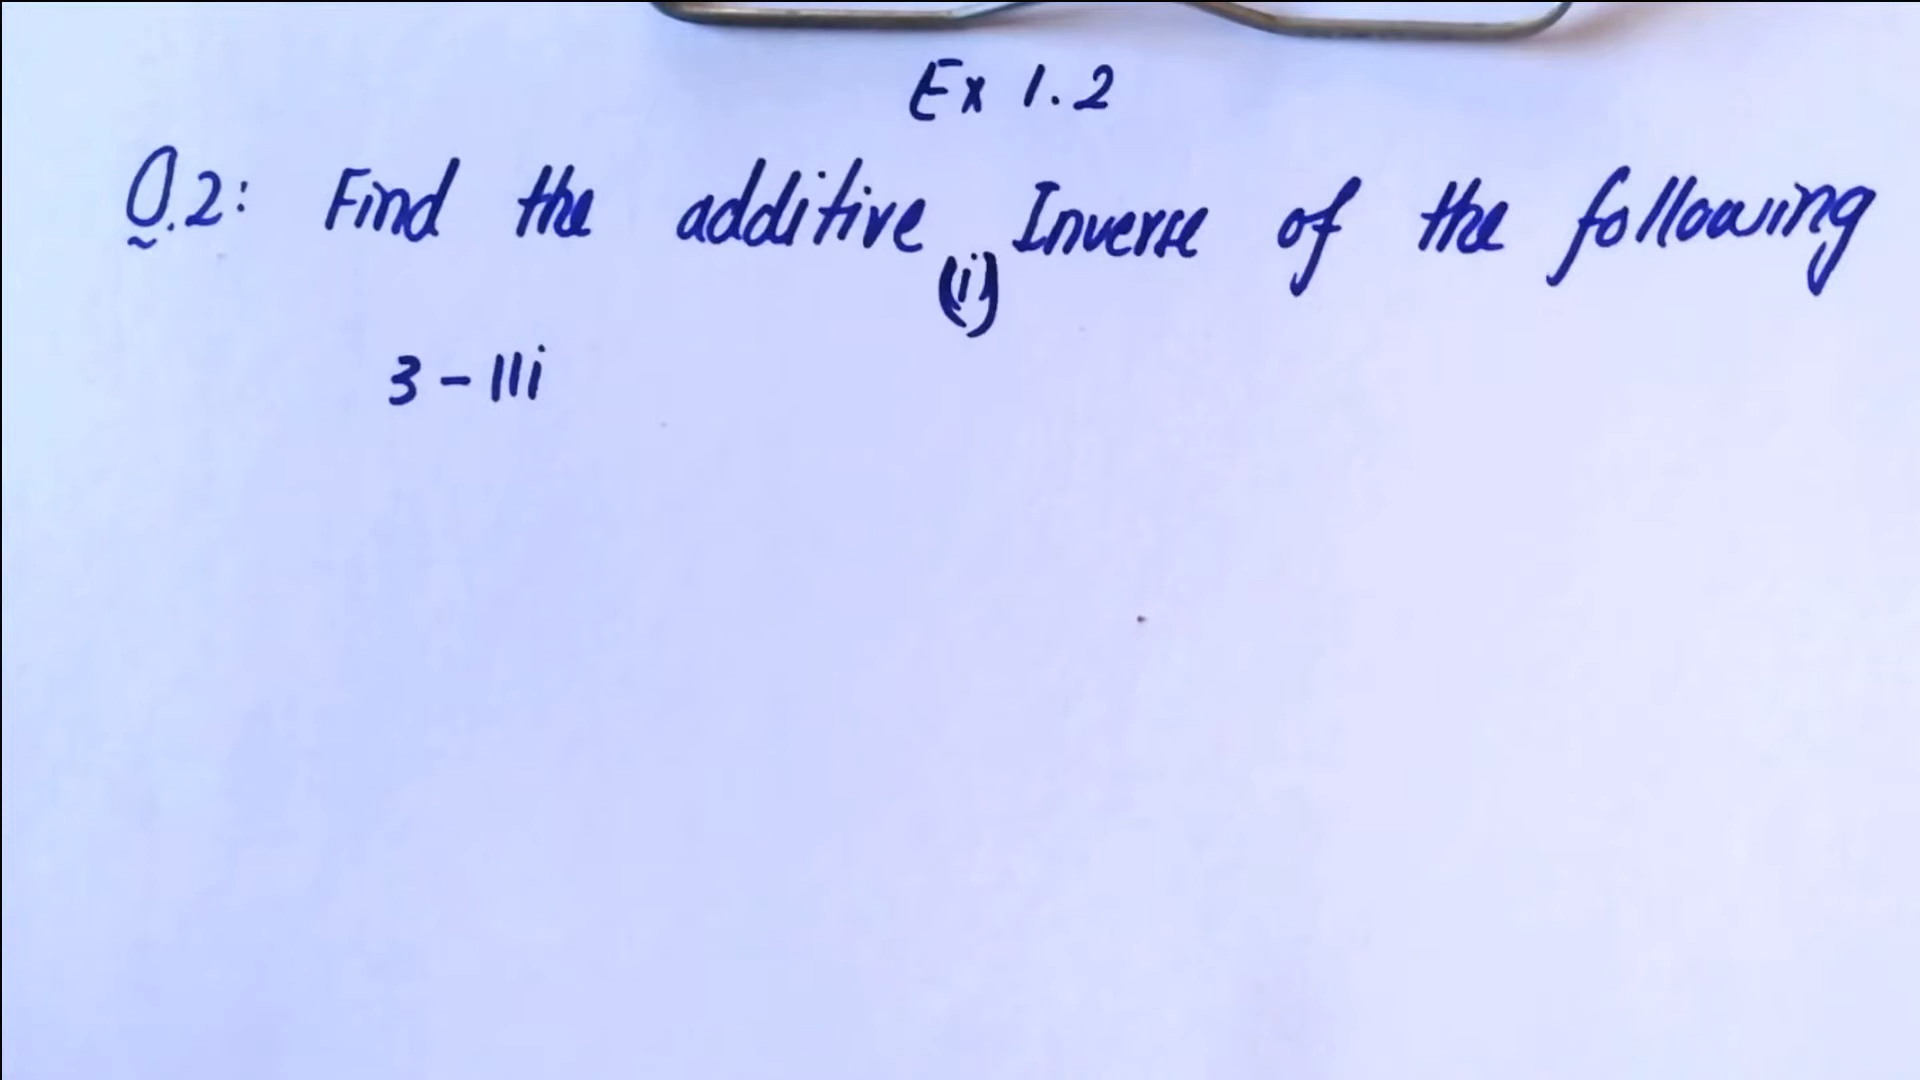 Ex 1.2
Q.2: Find the additive Inverse of the following
(i)
3 - 11i